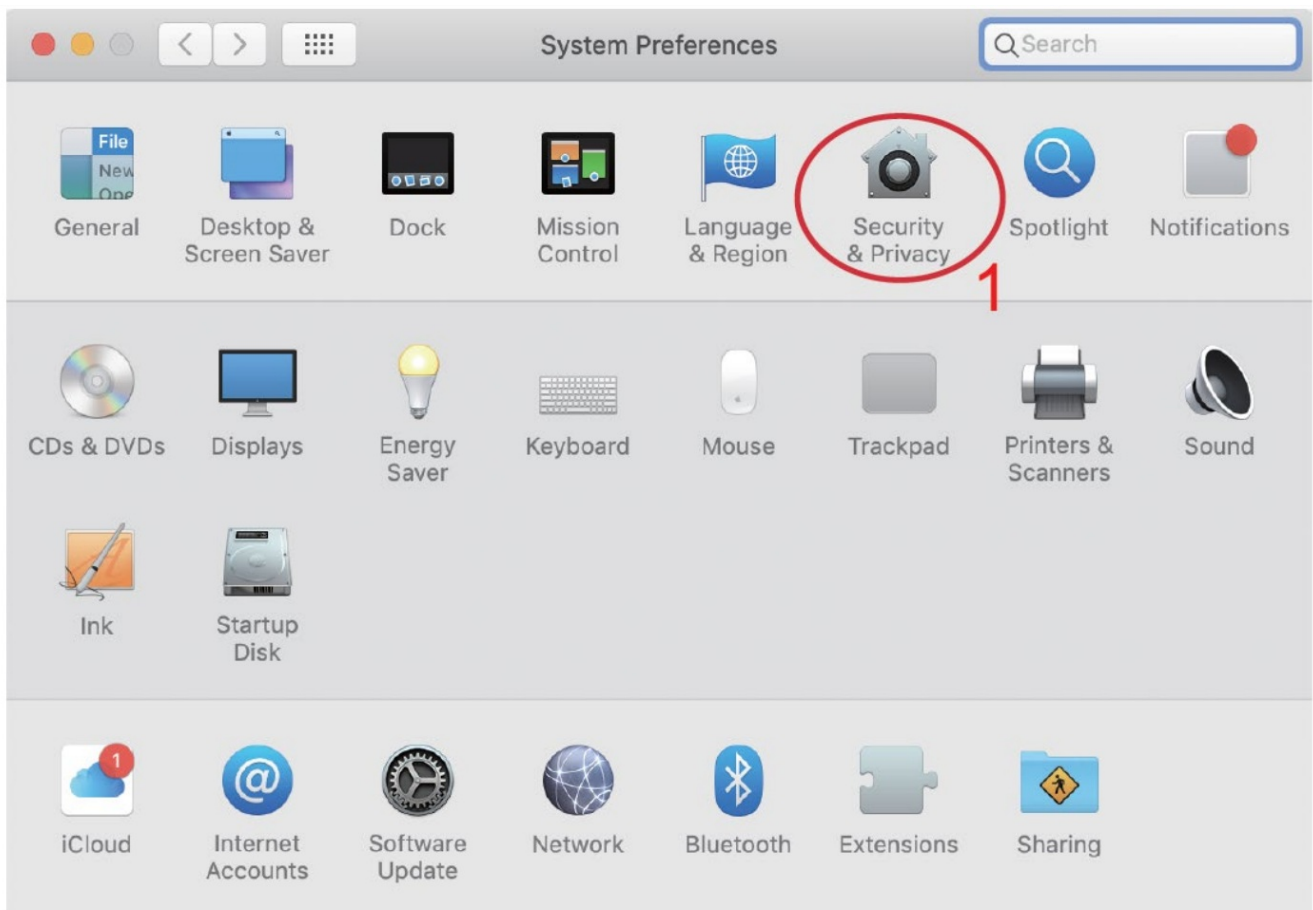 System Preferences
Search
File
New
Ope
General
Desktop &
Screen Saver
Dock
Mission
Control
Language
& Region
Security
& Privacy
Spotlight
Notifications
1
CDs & DVDs
Displays
Energy
Saver
Keyboard
Mouse
Trackpad
Printers &
Scanners
Sound
Ink
Startup
Disk
1
iCloud
@
Internet
Accounts
Software
Update
Network
Bluetooth
Extensions
Sharing